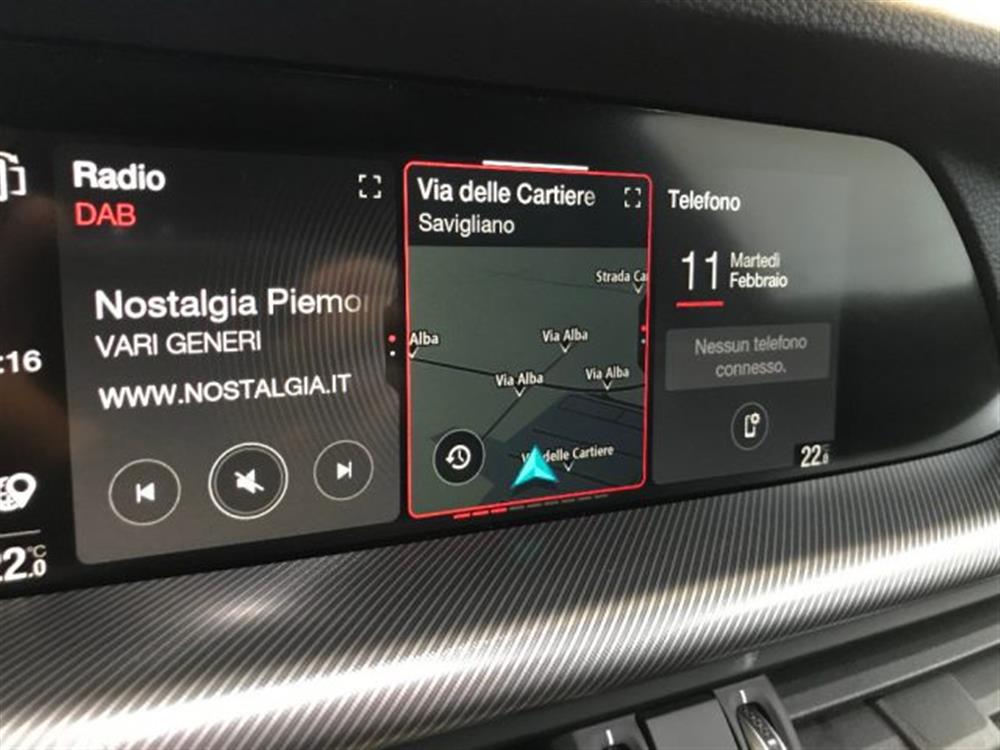 Radio
DAB
Nostalgia Piemo
VARI GENERI
WWW.NOSTALGIA.IT
:16
22.0 °C
Via delle Cartiere
Savigliano
Strada Ca
Alba
Via Alba
Via Alba
Via Alba
delle Cartiere
Telefono
11
Martedì
Febbraio
Nessun telefono
connesso.
22.